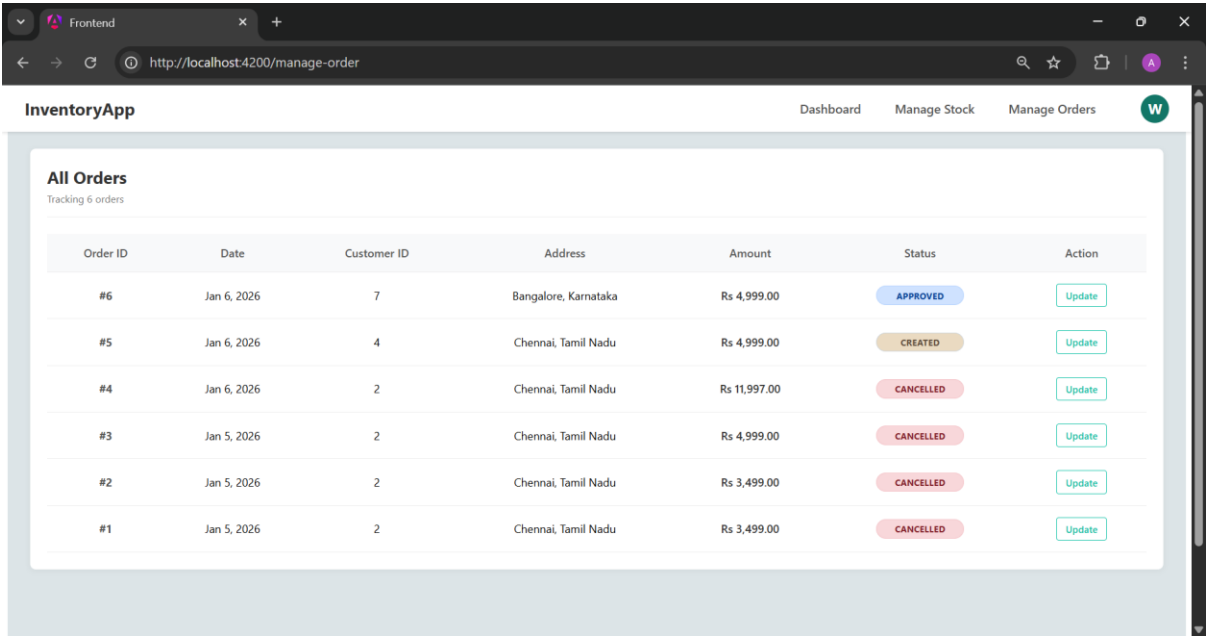 Frontend
http://localhost:4200/manage-order
A
InventoryApp Dashboard Manage Stock Manage Orders W
All Orders
Tracking 6 orders
Order ID Date Customer ID Address Amount Status Action
#6 Jan 6, 2026 7 Bangalore, Karnataka Rs 4,999.00 APPROVED Update
#5 Jan 6, 2026 4 Chennai, Tamil Nadu Rs 4,999.00 CREATED Update
#4 Jan 6, 2026 2 Chennai, Tamil Nadu Rs 11,997.00 CANCELLED Update
#3 Jan 5, 2026 2 Chennai, Tamil Nadu Rs 4,999.00 CANCELLED Update
#2 Jan 5, 2026 2 Chennai, Tamil Nadu Rs 3,499.00 CANCELLED Update
#1 Jan 5, 2026 2 Chennai, Tamil Nadu Rs 3,499.00 CANCELLED Update